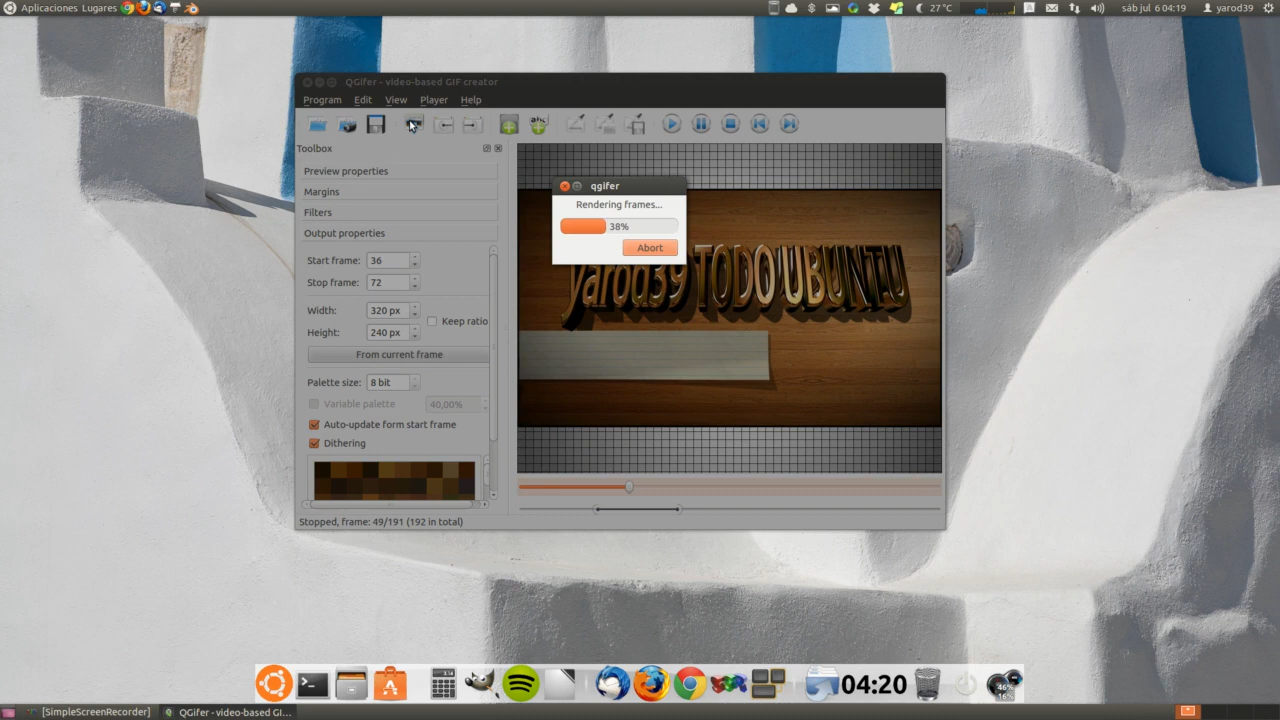 Aplicaciones Lugares
27 °C
sáb jul 6 04:19
yarod39
QGifer - video-based GIF creator
Program Edit View Player Help
abc
Toolbox
Preview properties
Margins
Filters
Output properties
Start frame: 36
Stop frame: 72
Width: 320 px
Height: 240 px
Keep ratio
From current frame
Palette size: 8 bit
Variable palette 40,00%
Auto-update form start frame
Dithering
qgifer
Rendering frames...
38%
Abort
yarod39 TODO UBUNTU
Stopped, frame: 49/191 (192 in total)
04:20
46%
16%
[SimpleScreenRecorder]
QGifer - video-based GI...